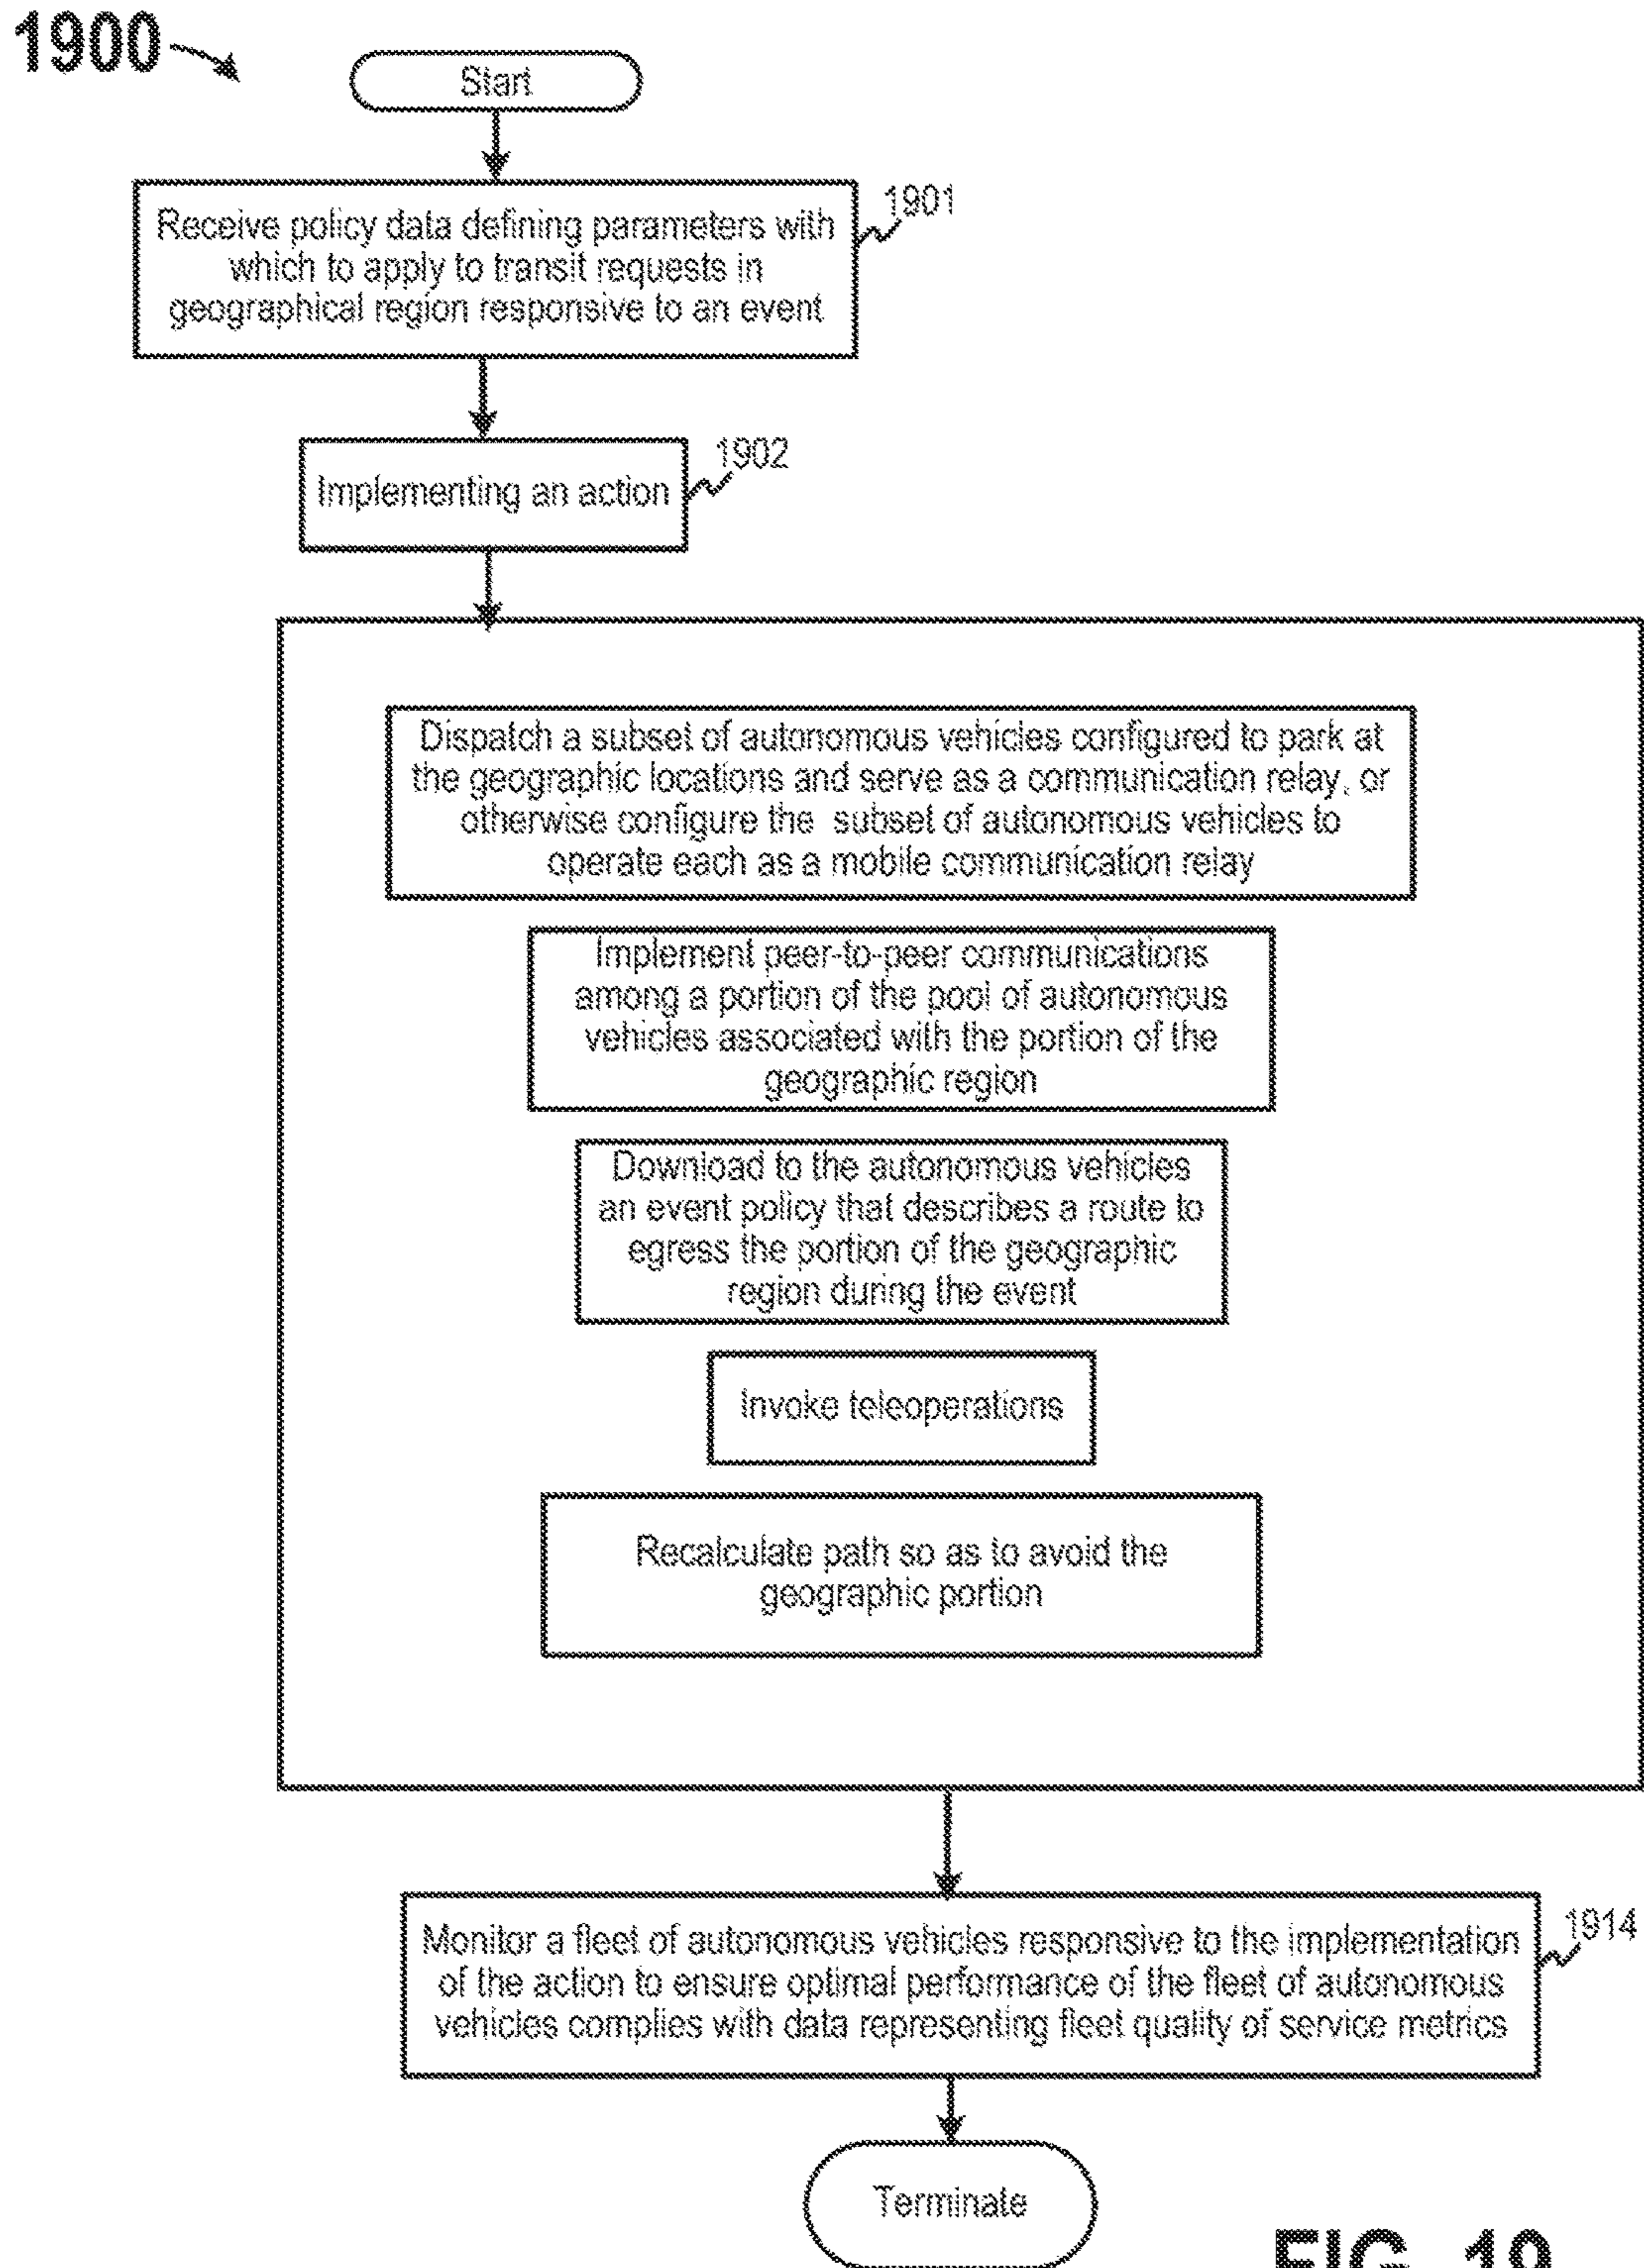 1900
Start
Receive policy data defining parameters with
which to apply to transit requests in
geographical region responsive to an event
1901
Implementing an action
1902
Dispatch a subset of autonomous vehicles configured to park at
the geographic locations and serve as a communication relay, or
otherwise configure the subset of autonomous vehicles to
operate each as a mobile communication relay
Implement peer-to-peer communications
among a portion of the pool of autonomous
vehicles associated with the portion of the
geographic region
Download to the autonomous vehicles
an event policy that describes a route to
egress the portion of the geographic
region during the event
Invoke teleoperations
Recalculate path so as to avoid the
geographic portion
Monitor a fleet of autonomous vehicles responsive to the implementation
of the action to ensure optimal performance of the fleet of autonomous
vehicles complies with data representing fleet quality of service metrics
1914
Terminate
FIG. 19